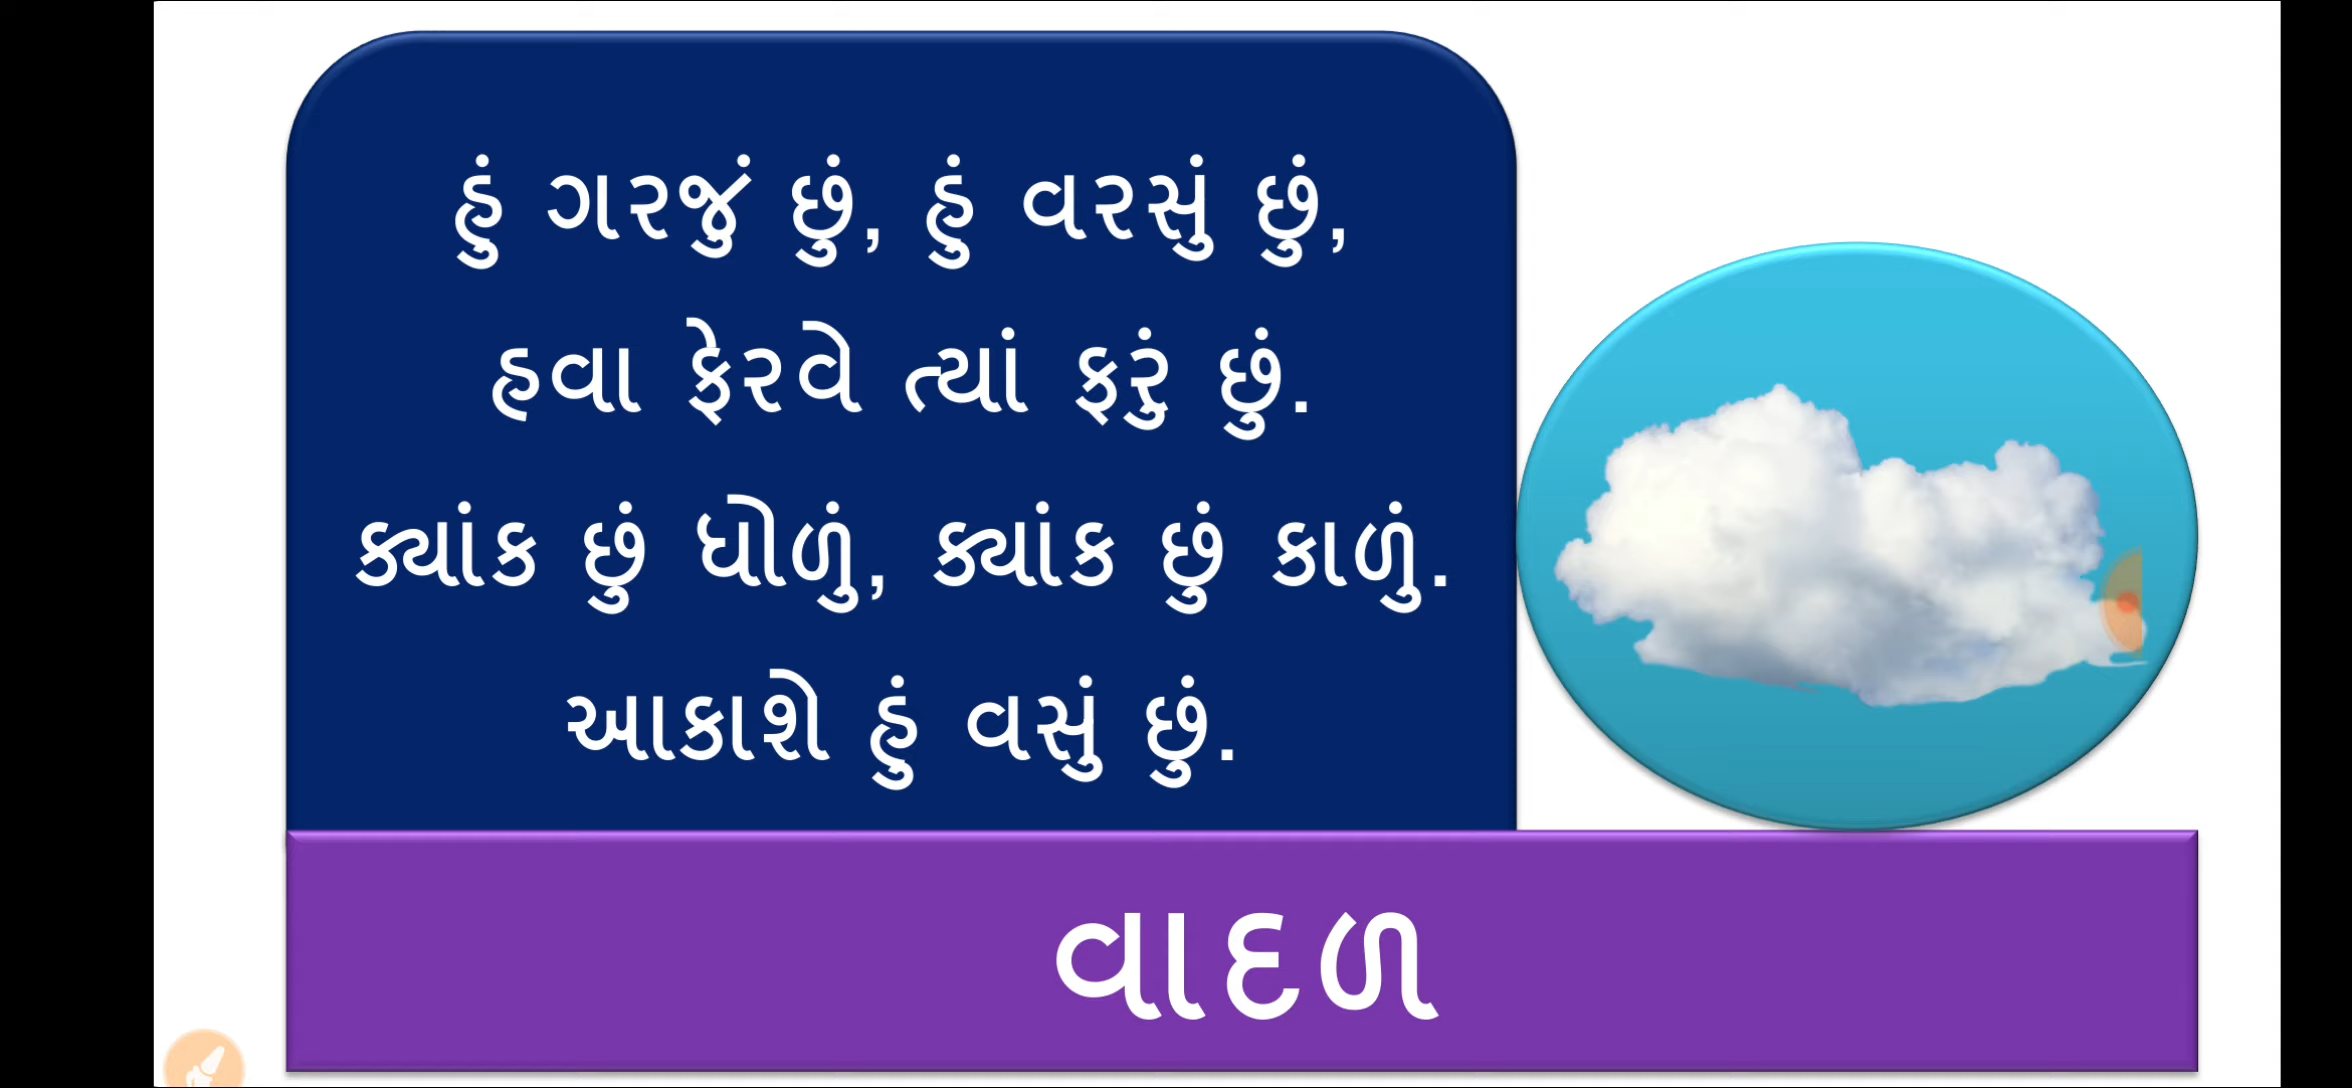 હું ગરજું છું, હું વરસું છું,
હવા ફેરવે ત્યાં ફરું છું.
ક્યાંક છું ધોળું, ક્યાંક છું કાળું.
આકાશે હું વસું છું.
વાદળ